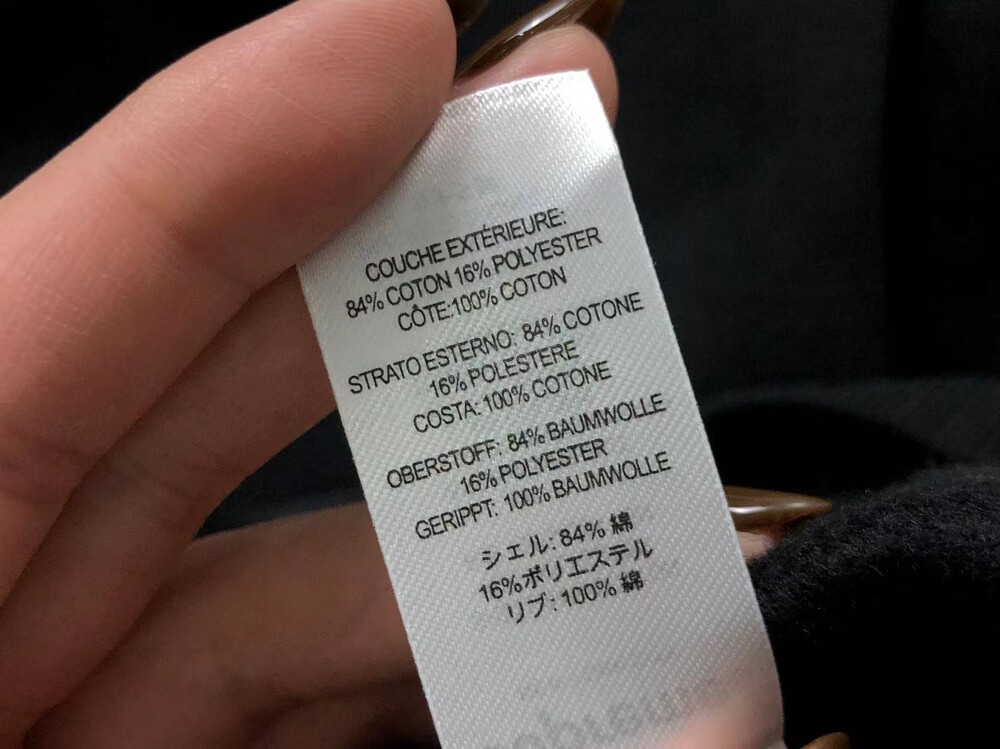 COUCHE EXTÉRIEURE:
84% COTON 16% POLYESTER
CÔTE:100% COTON
STRATO ESTERNO: 84% COTONE
16% POLESTERE
COSTA: 100% COTONE
OBERSTOFF: 84% BAUMWOLLE
16% POLYESTER
GERIPPT: 100% BAUMWOLLE
シェル: 84% 綿
16%ポリエステル
リブ: 100% 綿